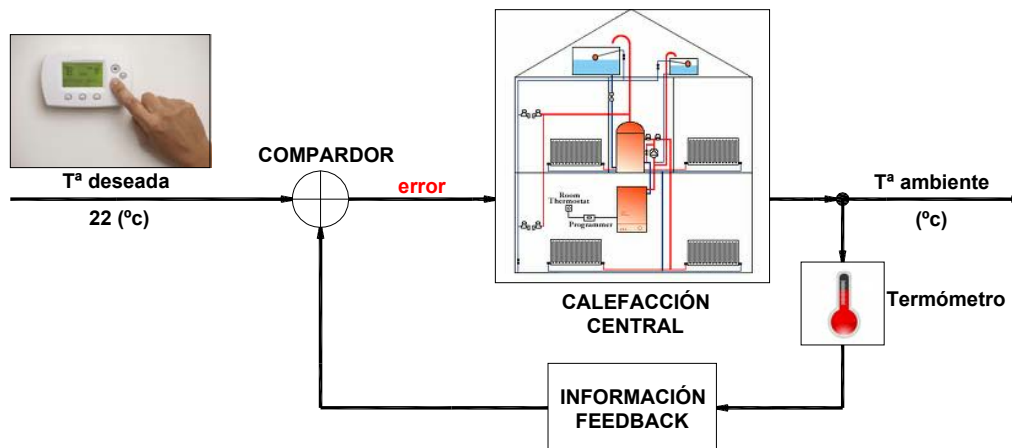 COMPARDOR
Tª deseada
22 (ºc)
error
Room
Thermostat
Programmer
CALEFACCIÓN
CENTRAL
Tª ambiente
(ºc)
Termómetro
INFORMACIÓN
FEEDBACK